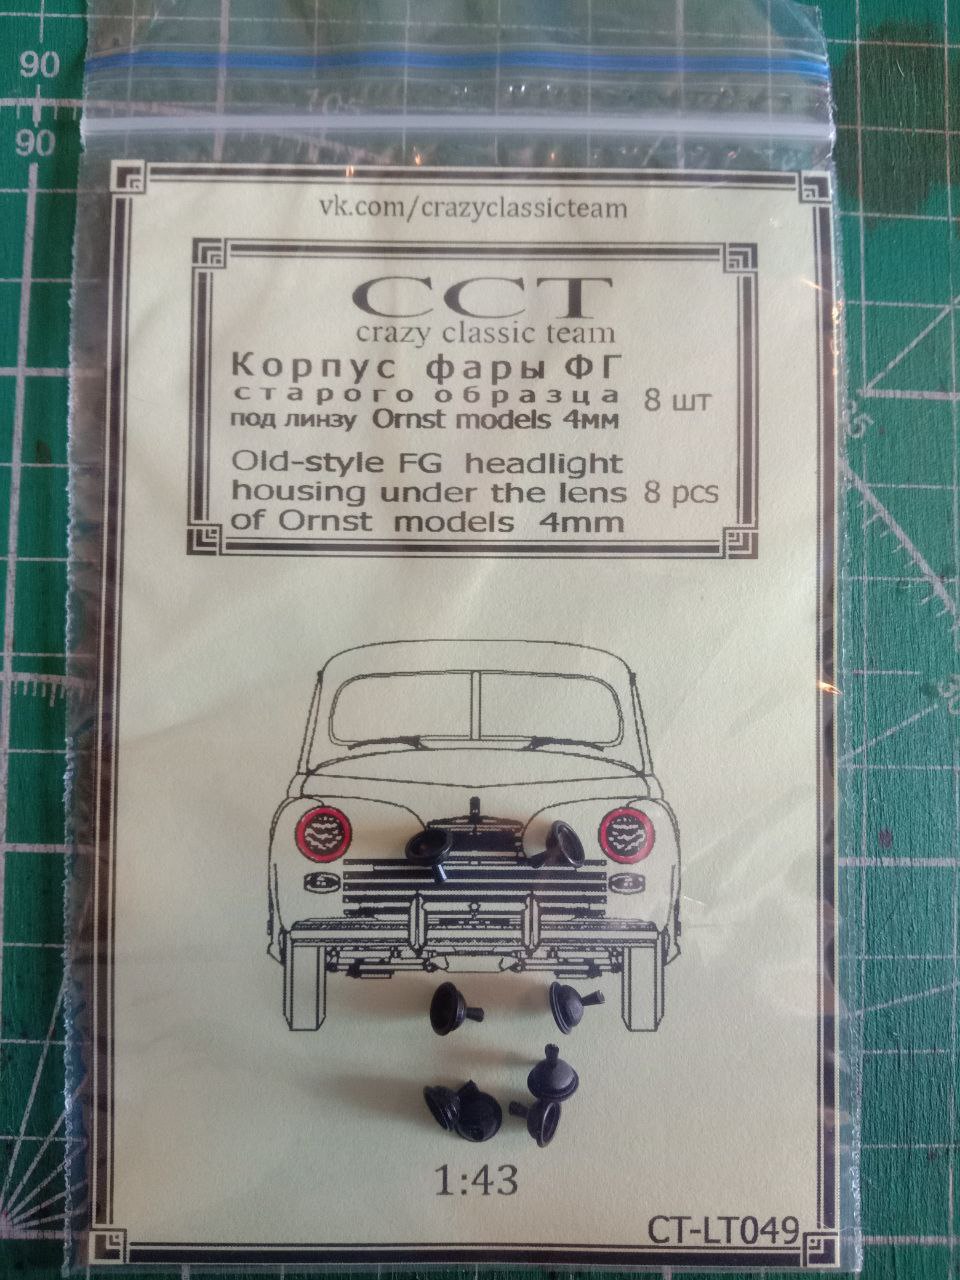 90
90
vk.com/crazyclassicteam
CCT
crazy classic team
Корпус фары ФГ
старого образца 8 шт
под линзу Ornst models 4мм
Old-style FG headlight
housing under the lens 8 pcs
of Ornst models 4mm
1:43
CT-LT049